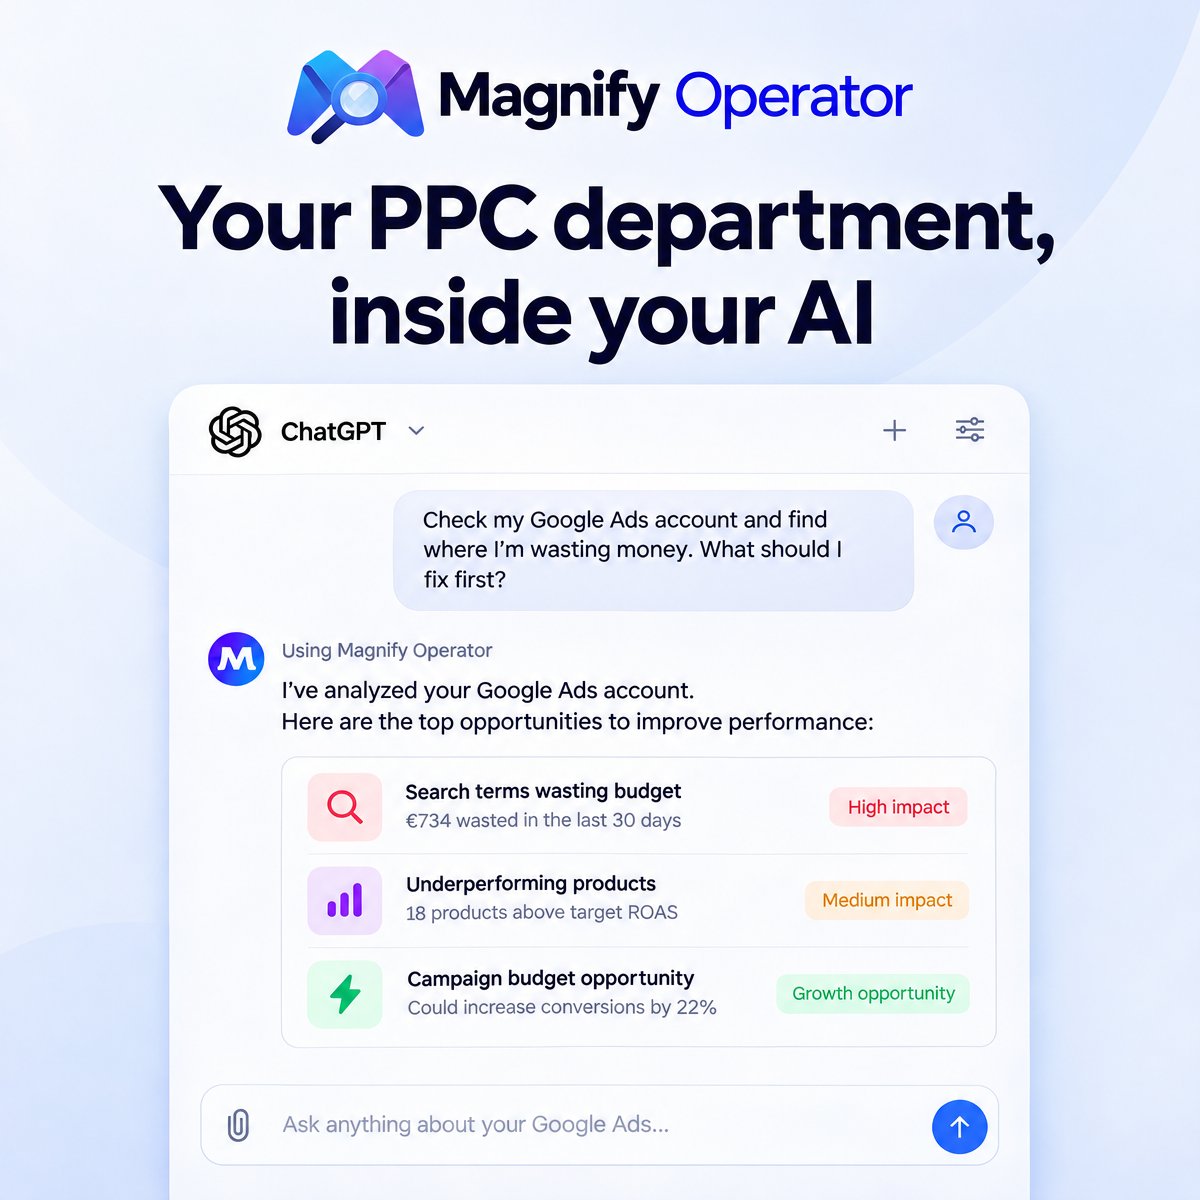 Magnify Operator
Your PPC department,
inside your AI
ChatGPT
Check my Google Ads account and find
where I'm wasting money. What should I
fix first?
M
Using Magnify Operator
I've analyzed your Google Ads account.
Here are the top opportunities to improve performance:
Search terms wasting budget
€734 wasted in the last 30 days
High impact
Underperforming products
18 products above target ROAS
Medium impact
Campaign budget opportunity
Could increase conversions by 22%
Growth opportunity
Ask anything about your Google Ads...